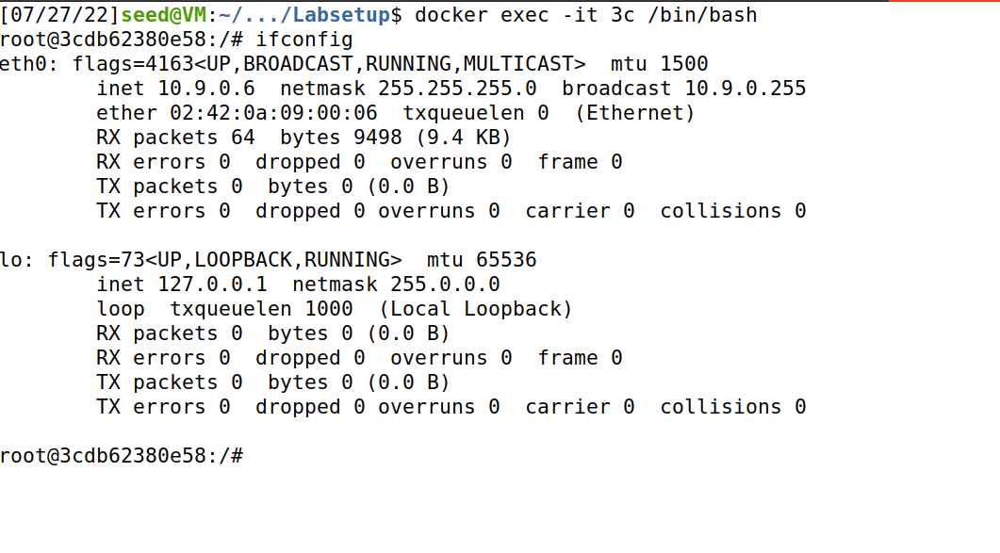 [07/27/22]seed@VM:~/.../Labsetup$ docker exec -it 3c /bin/bash
root@3cdb62380e58:/# ifconfig
eth0: flags=4163<UP,BROADCAST,RUNNING,MULTICAST>  mtu 1500
        inet 10.9.0.6  netmask 255.255.255.0  broadcast 10.9.0.255
        ether 02:42:0a:09:00:06  txqueuelen 0  (Ethernet)
        RX packets 64  bytes 9498 (9.4 KB)
        RX errors 0  dropped 0  overruns 0  frame 0
        TX packets 0  bytes 0 (0.0 B)
        TX errors 0  dropped 0 overruns 0  carrier 0  collisions 0

lo: flags=73<UP,LOOPBACK,RUNNING>  mtu 65536
        inet 127.0.0.1  netmask 255.0.0.0
        loop  txqueuelen 1000  (Local Loopback)
        RX packets 0  bytes 0 (0.0 B)
        RX errors 0  dropped 0  overruns 0  frame 0
        TX packets 0  bytes 0 (0.0 B)
        TX errors 0  dropped 0 overruns 0  carrier 0  collisions 0

root@3cdb62380e58:/#